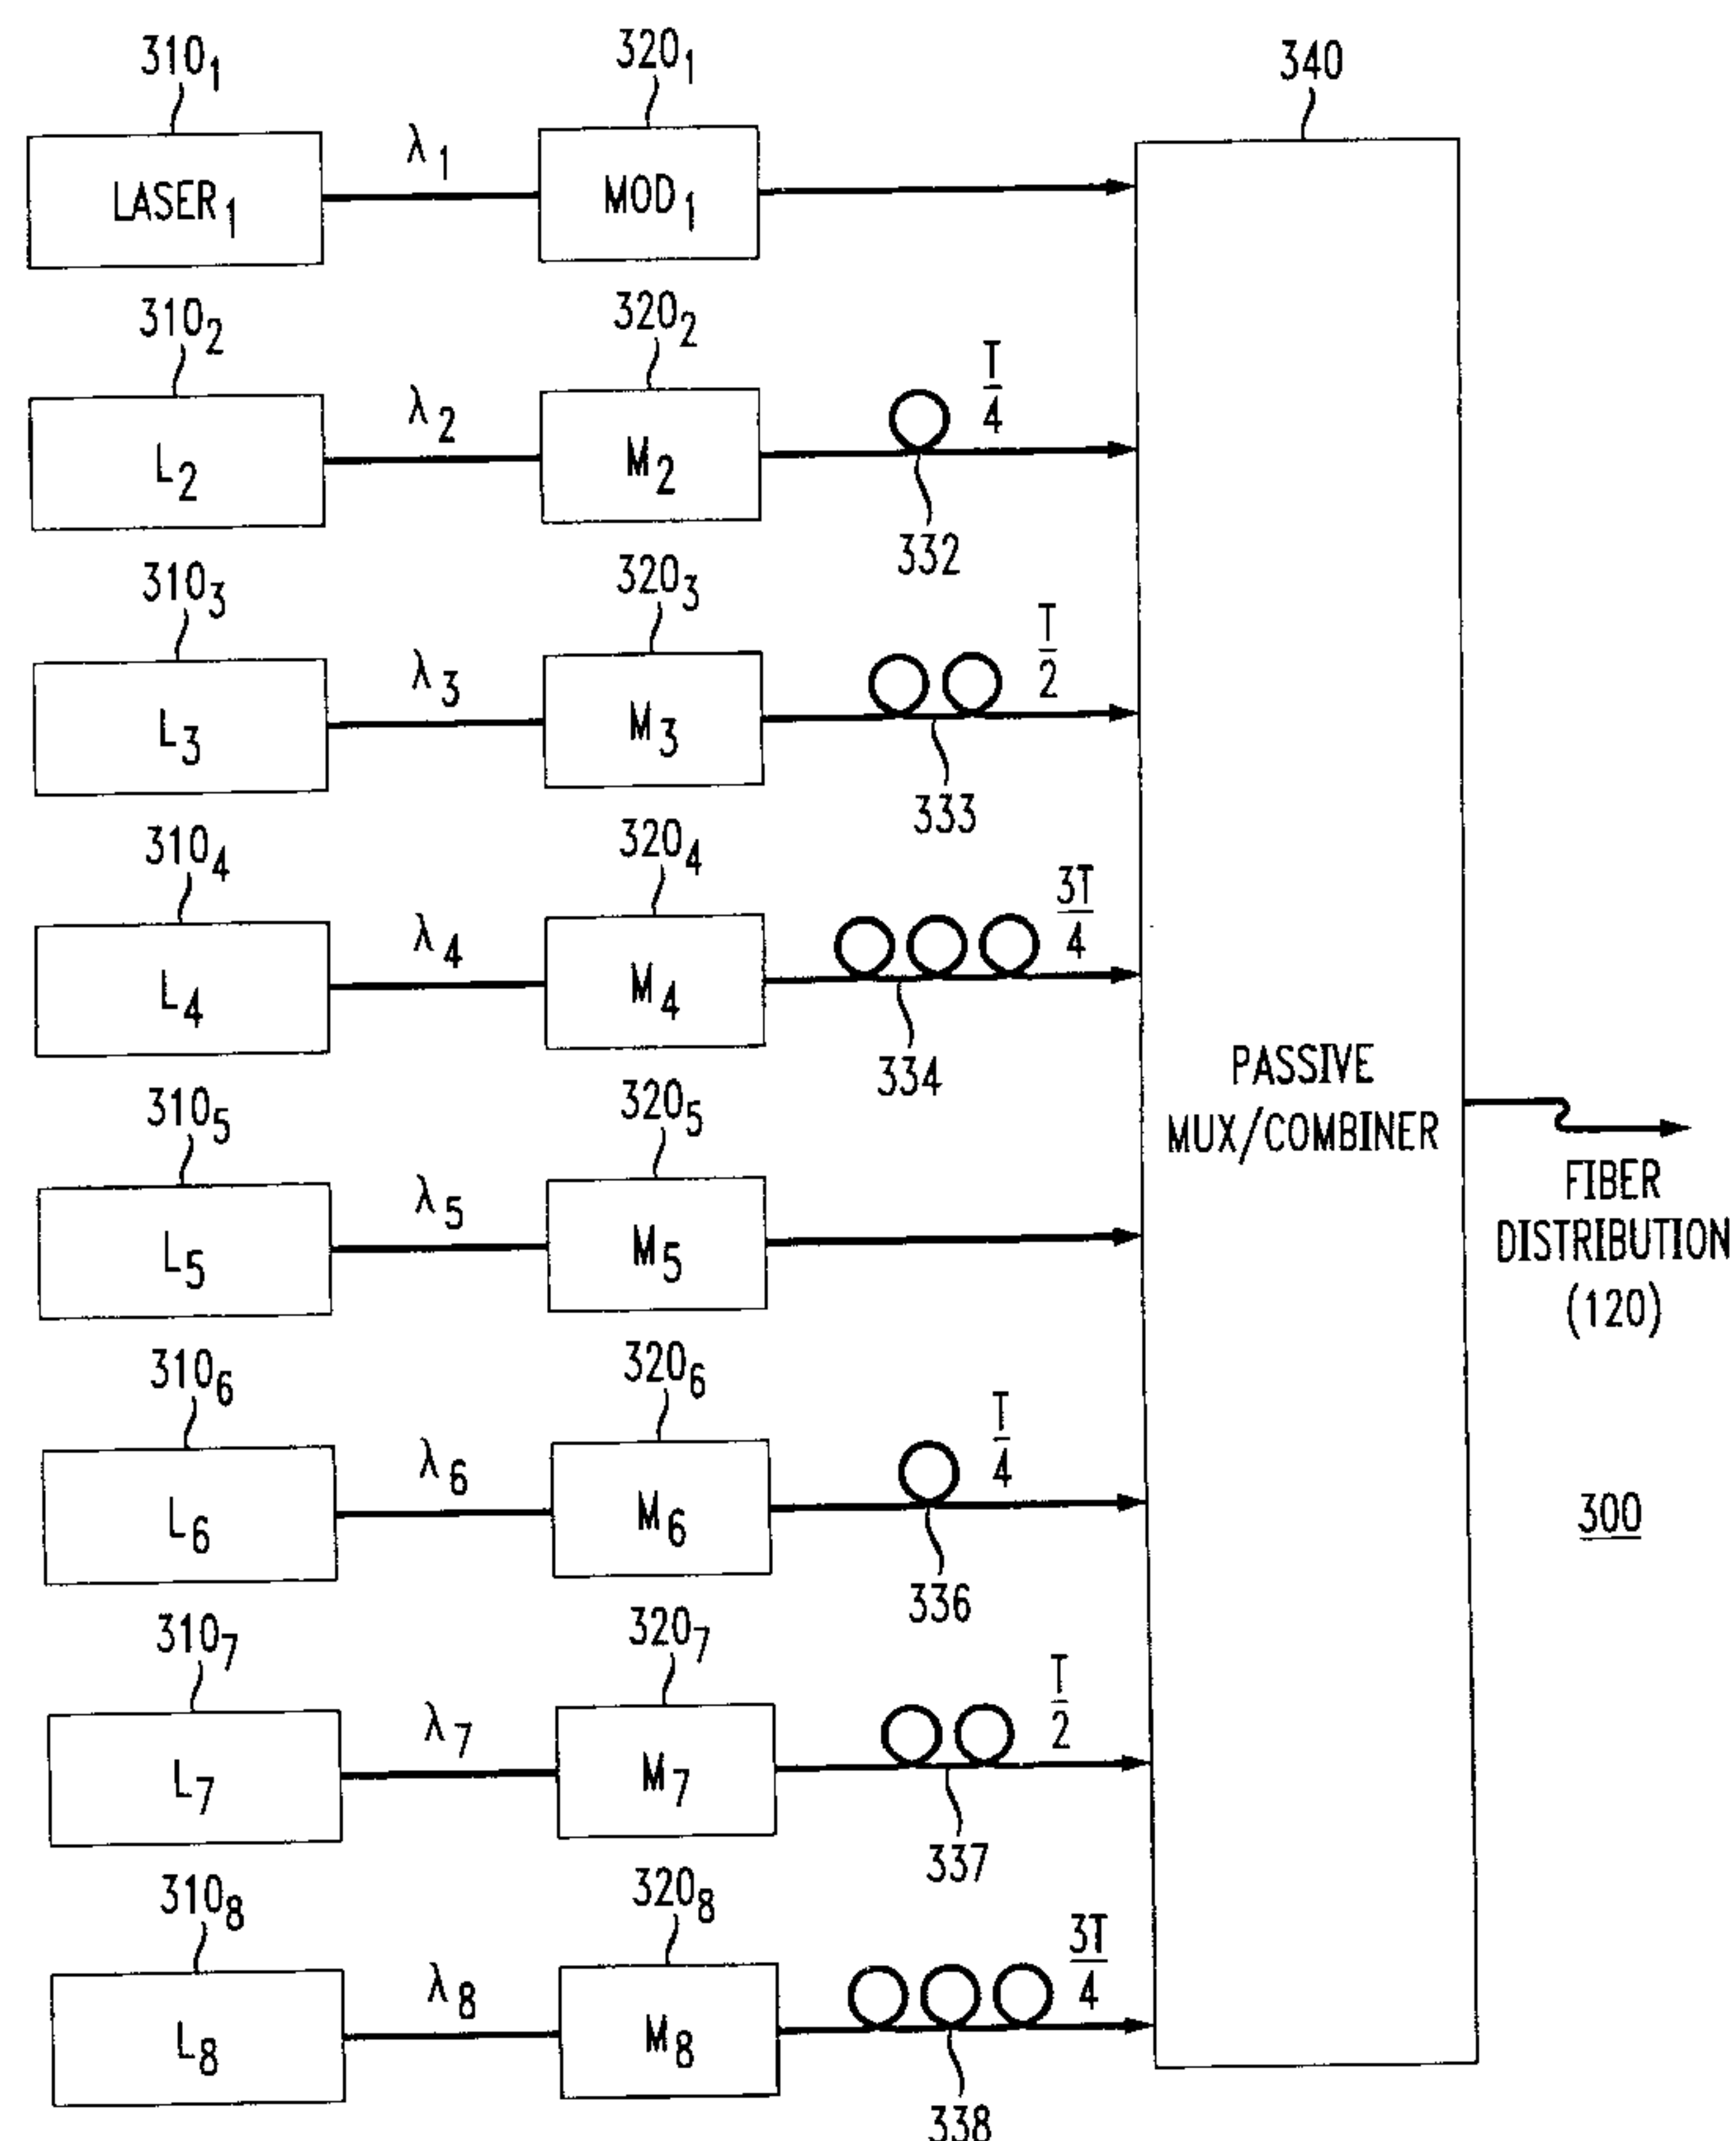 310₁
320₁
340
LASER₁
λ₁
MOD₁
310₂
320₂
L₂
λ₂
M₂
T/4
332
310₃
320₃
L₃
λ₃
M₃
T/2
333
310₄
320₄
L₄
λ₄
M₄
3T/4
334
PASSIVE
MUX/COMBINER
310₅
320₅
L₅
λ₅
M₅
FIBER
DISTRIBUTION
(120)
310₆
320₆
L₆
λ₆
M₆
T/4
336
300
310₇
320₇
L₇
λ₇
M₇
T/2
337
310₈
320₈
L₈
λ₈
M₈
3T/4
338